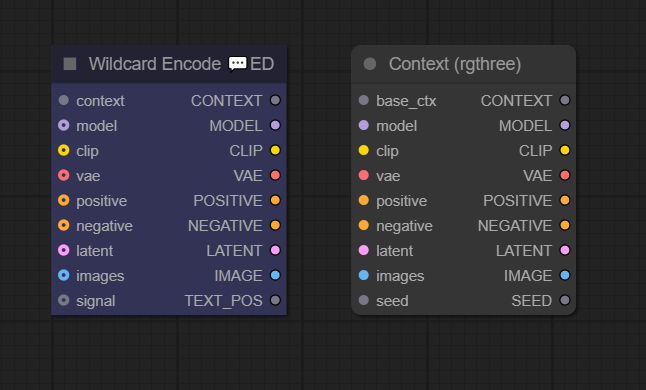 Wildcard Encode 💬ED
context CONTEXT
model MODEL
clip CLIP
vae VAE
positive POSITIVE
negative NEGATIVE
latent LATENT
images IMAGE
signal TEXT_POS
Context (rgthree)
base_ctx CONTEXT
model MODEL
clip CLIP
vae VAE
positive POSITIVE
negative NEGATIVE
latent LATENT
images IMAGE
seed SEED